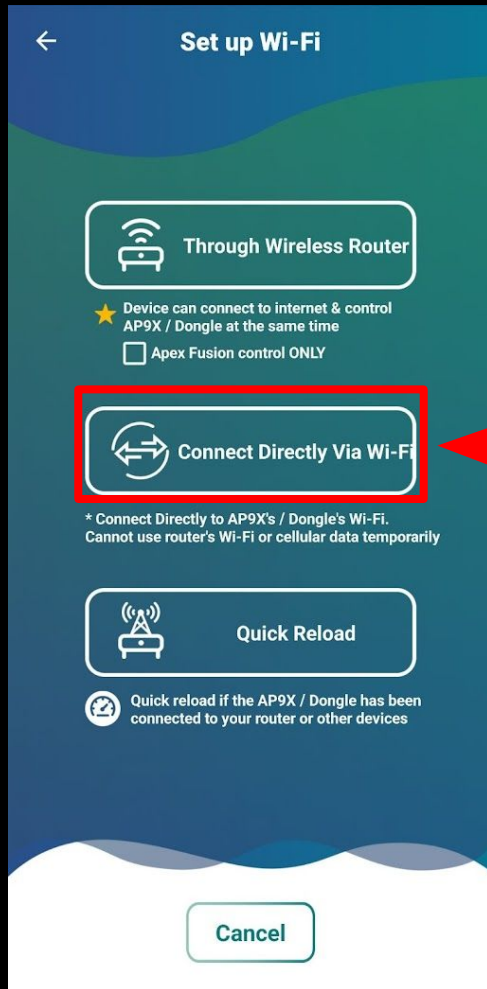 Set up Wi-Fi
Through Wireless Router
Device can connect to internet & control
AP9X / Dongle at the same time
Apex Fusion control ONLY
Connect Directly Via Wi-Fi
* Connect Directly to AP9X's / Dongle's Wi-Fi.
Cannot use router's Wi-Fi or cellular data temporarily
Quick Reload
Quick reload if the AP9X / Dongle has been
connected to your router or other devices
Cancel